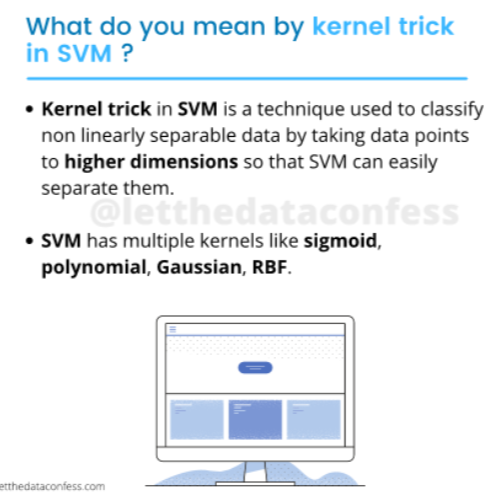 What do you mean by kernel trick
in SVM ?
• Kernel trick in SVM is a technique used to classify
non linearly separable data by taking data points
to higher dimensions so that SVM can easily
separate them.
@letthedataconfess
• SVM has multiple kernels like sigmoid,
polynomial, Gaussian, RBF.
etthedataconfess.com